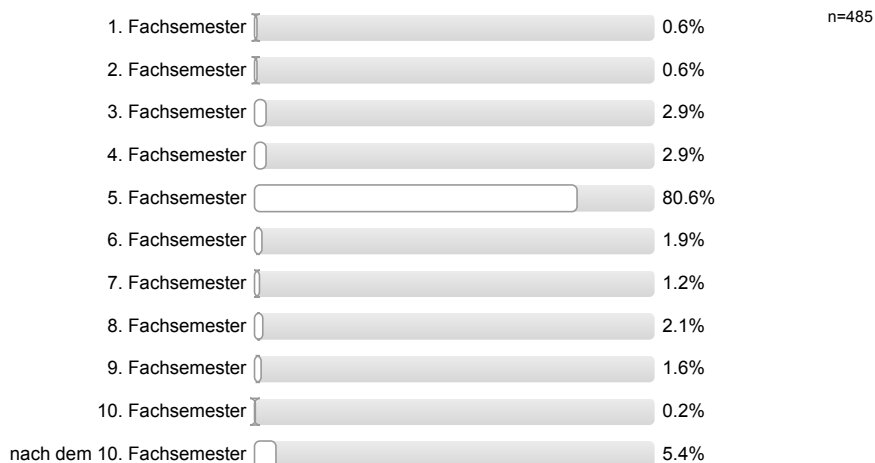 n=485
1. Fachsemester 0.6%
2. Fachsemester 0.6%
3. Fachsemester 2.9%
4. Fachsemester 2.9%
5. Fachsemester 80.6%
6. Fachsemester 1.9%
7. Fachsemester 1.2%
8. Fachsemester 2.1%
9. Fachsemester 1.6%
10. Fachsemester 0.2%
nach dem 10. Fachsemester 5.4%